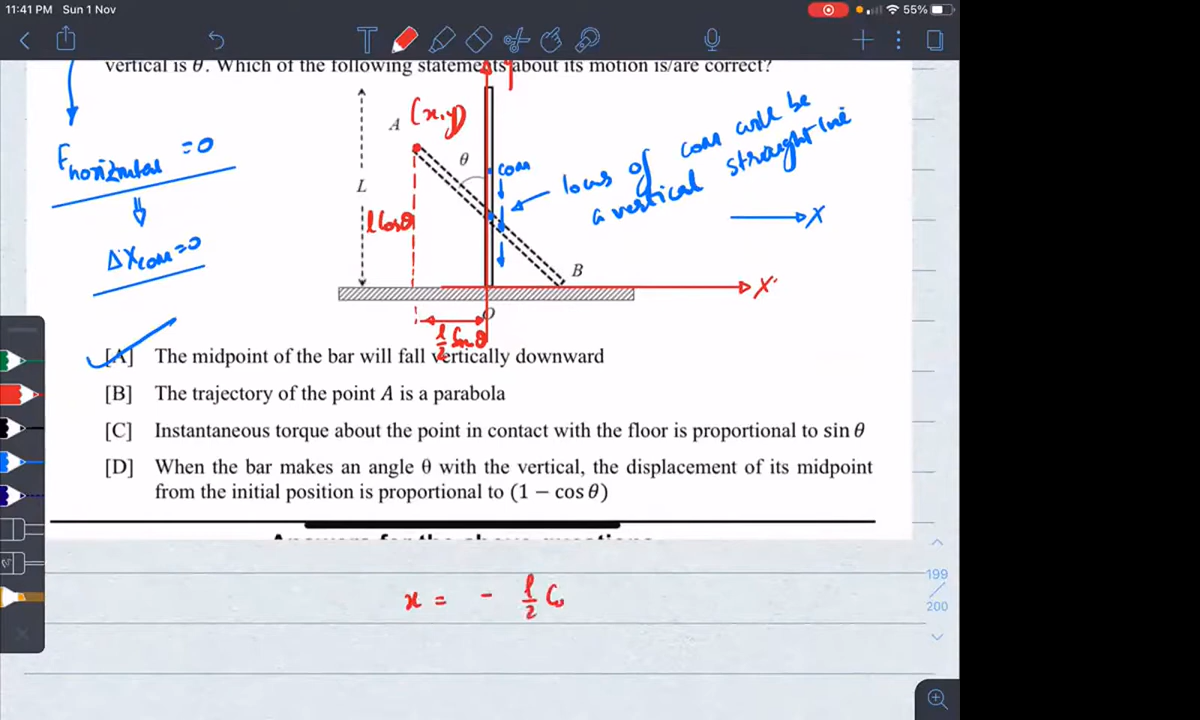 11:41 PM Sun 1 Nov 55%
vertical is θ. Which of the following statements about its motion is/are correct?
Y
A (x,y)
θ
com
L
l cosθ
B
X
O
l/2 Sinθ
Fhorizontal = 0
ΔXcom = 0
locus of com will be
a vertical straight line
X
[A] The midpoint of the bar will fall vertically downward
[B] The trajectory of the point A is a parabola
[C] Instantaneous torque about the point in contact with the floor is proportional to sin θ
[D] When the bar makes an angle θ with the vertical, the displacement of its midpoint
from the initial position is proportional to (1 − cos θ)
x = - l/2 Co
199
200